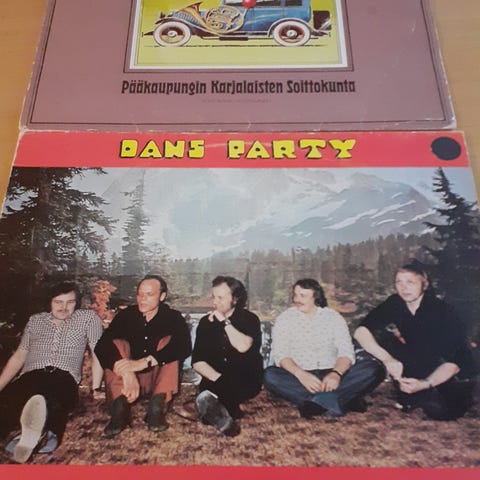 Pääkaupungin Karjalaisten Soittokunta
DANS PARTY